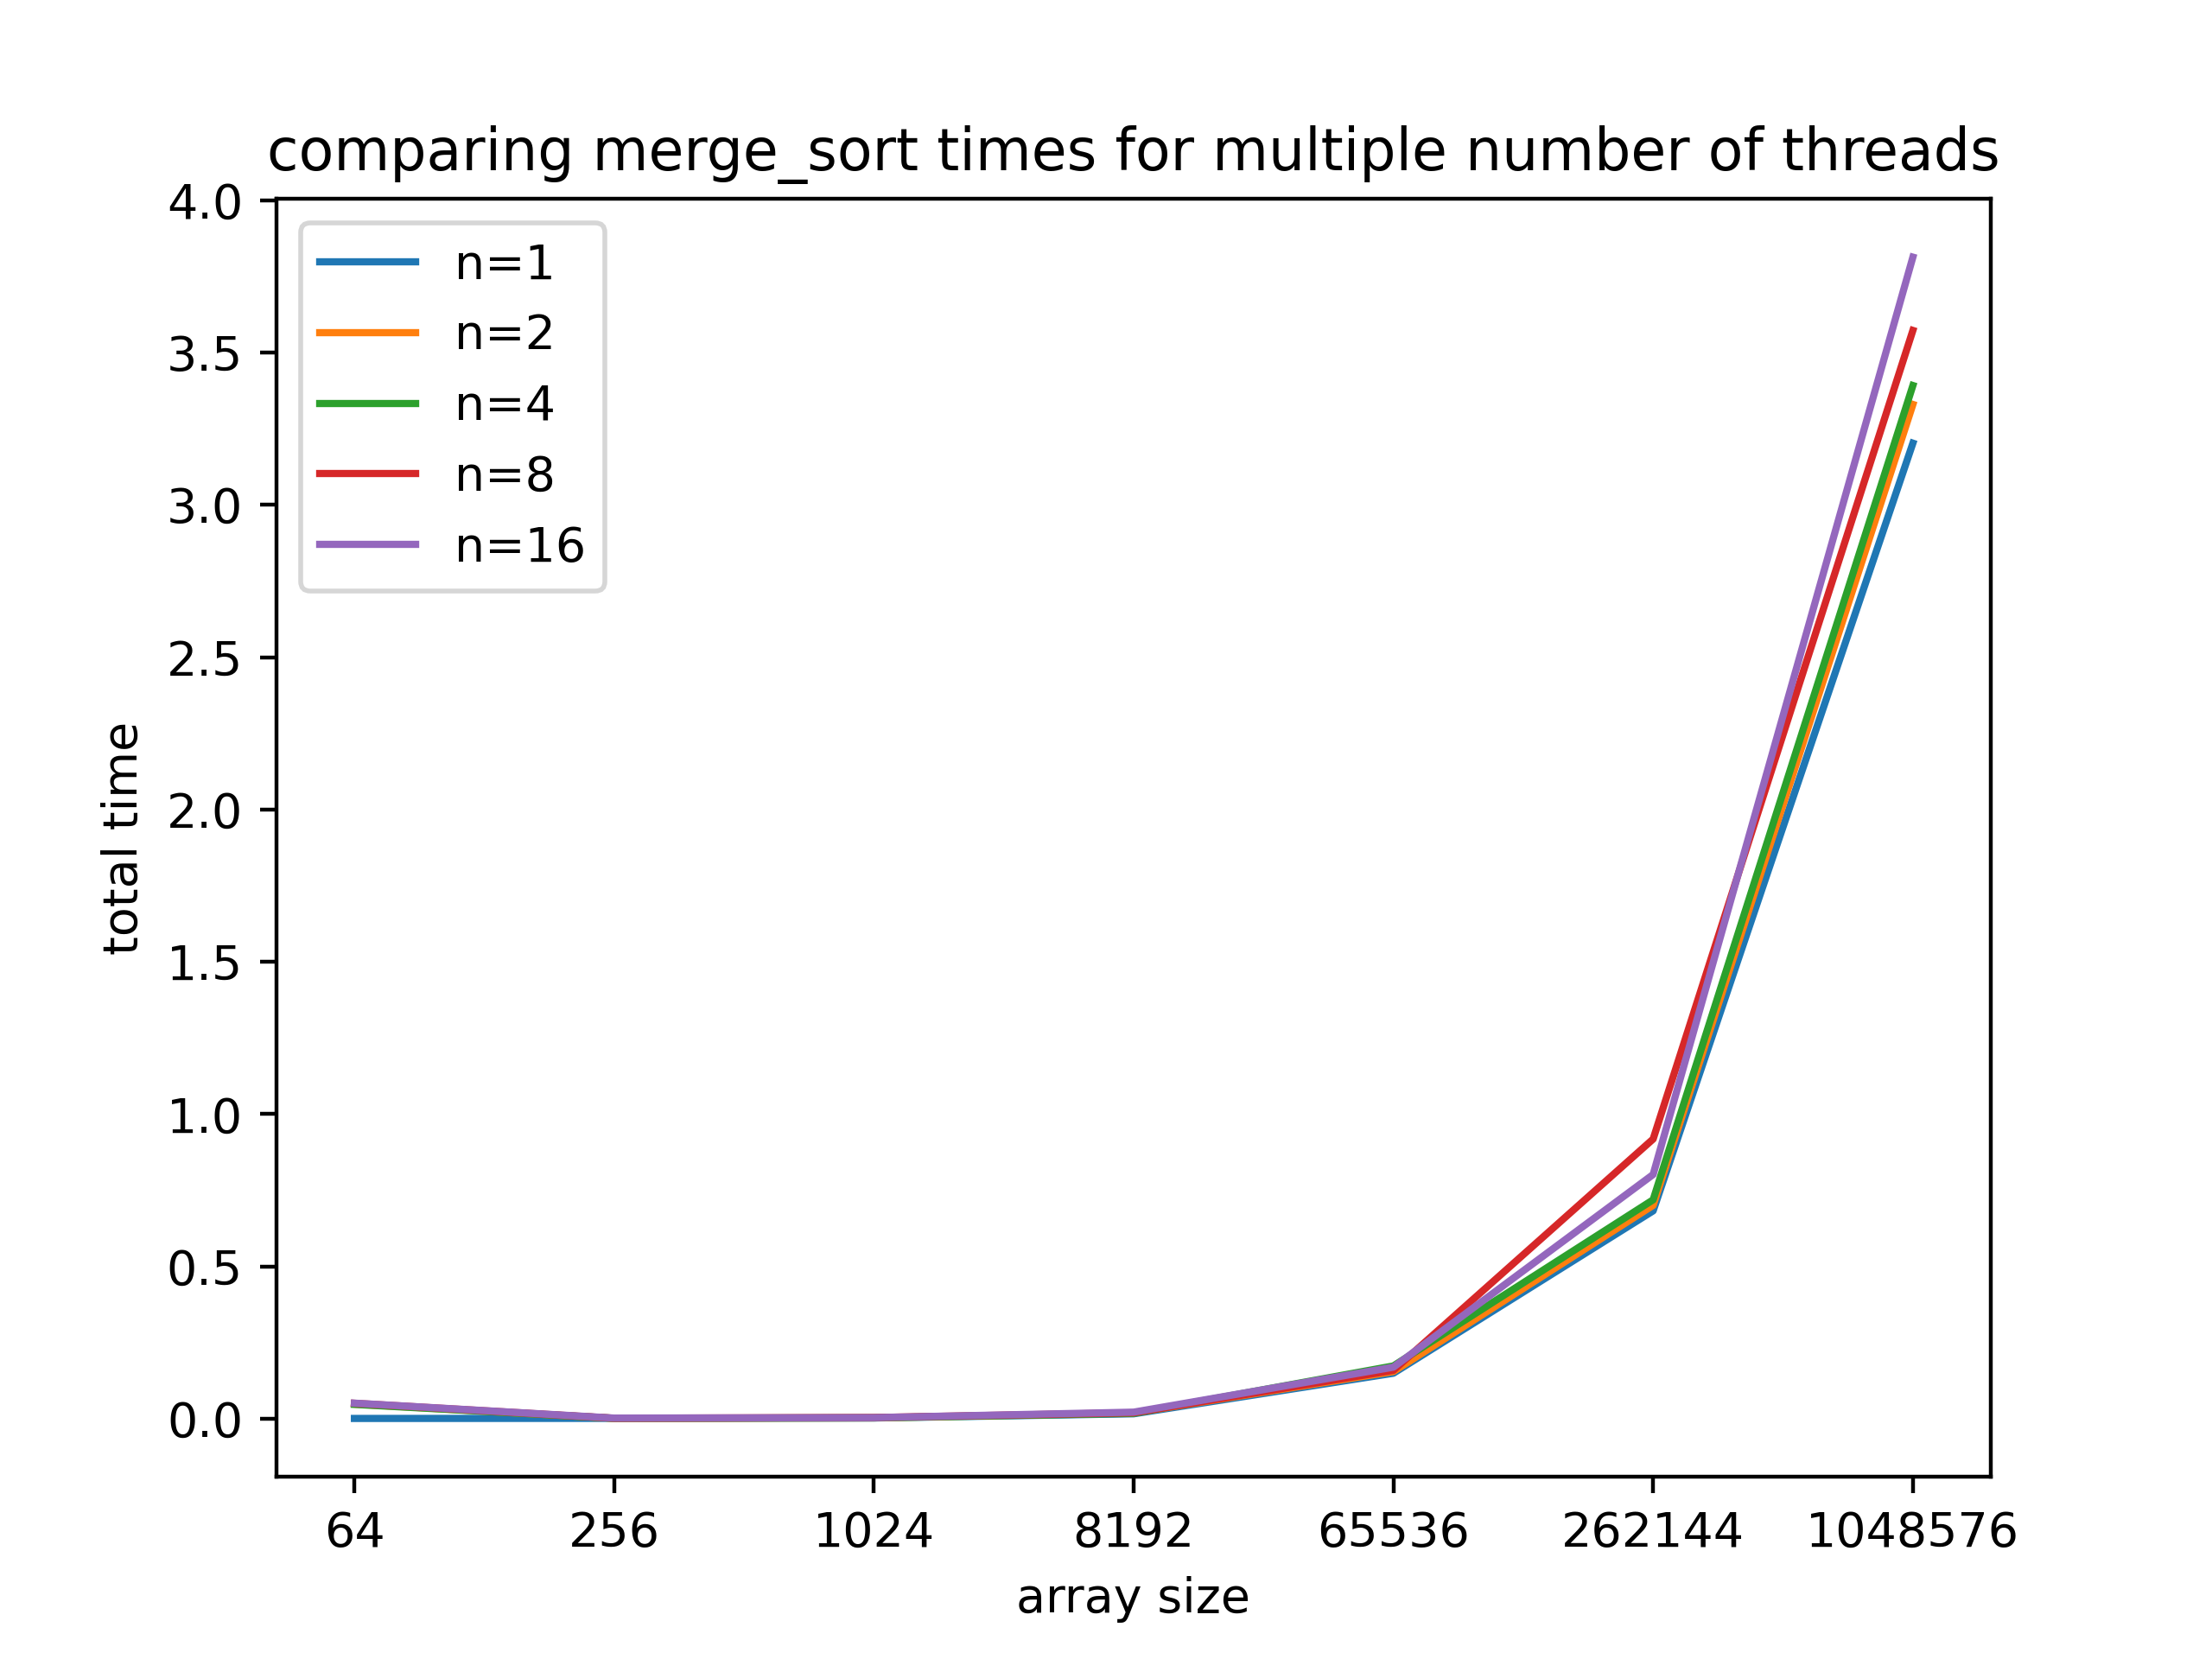 comparing merge_sort times for multiple number of threads
4.0
3.5
3.0
2.5
2.0
1.5
1.0
0.5
0.0
total time
n=1
n=2
n=4
n=8
n=16
64 256 1024 8192 65536 262144 1048576
array size